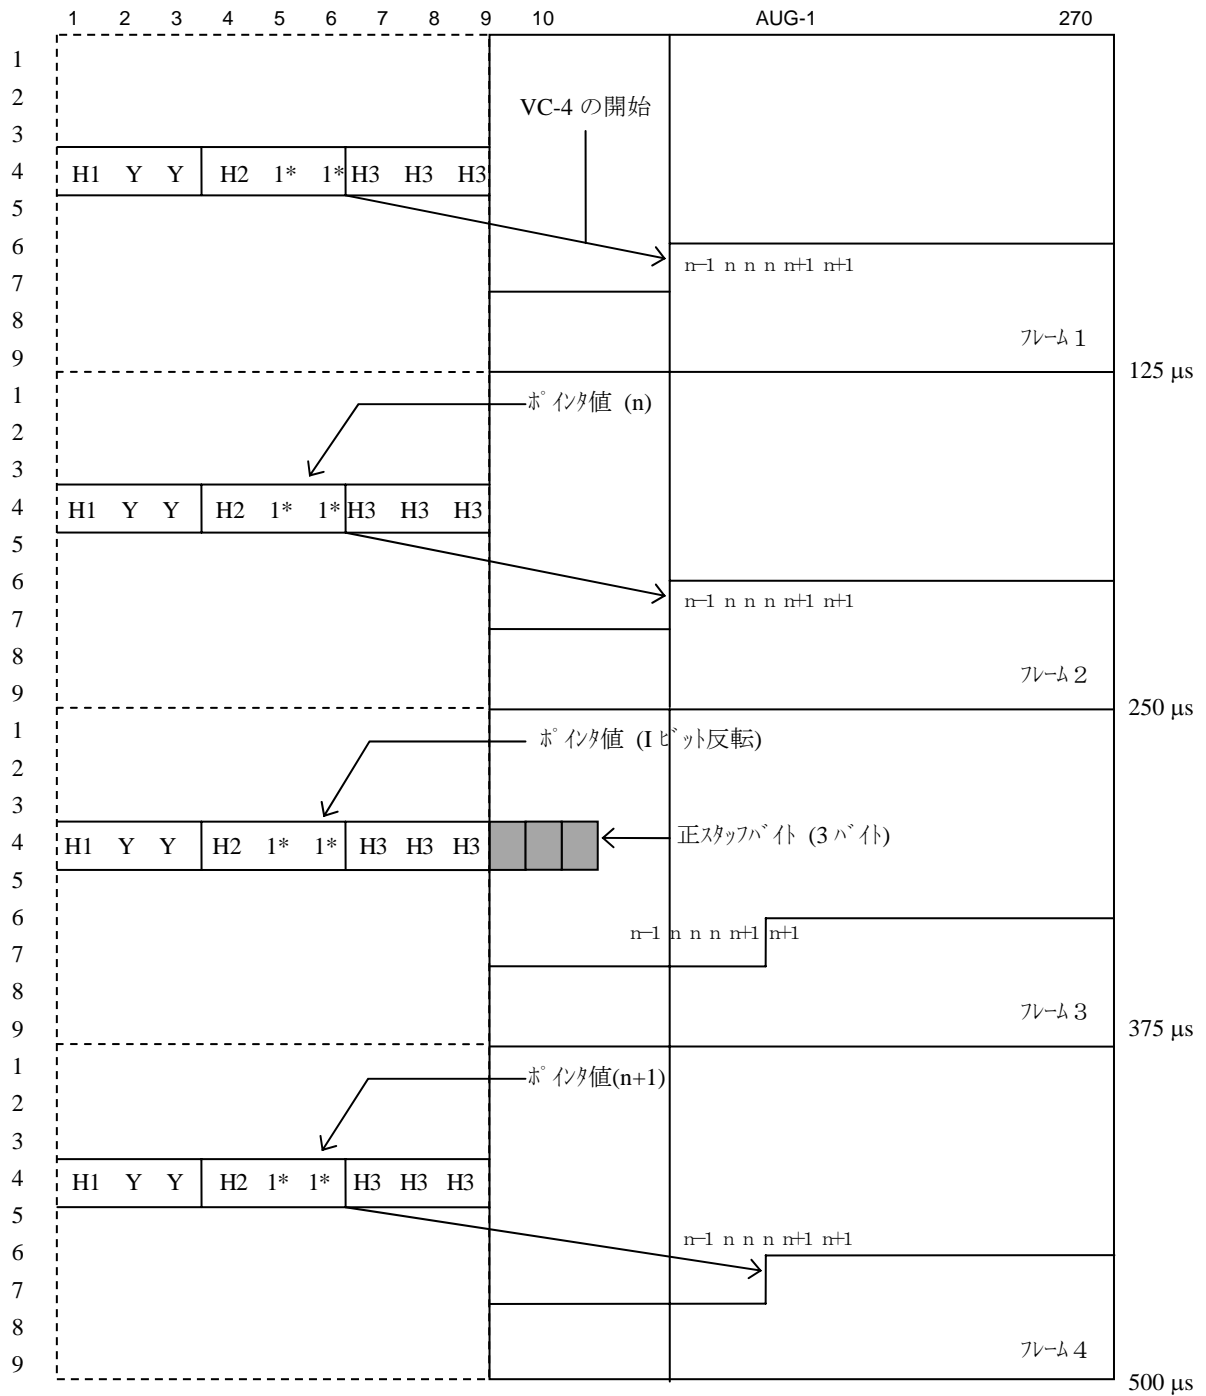 1 2 3 4 5 6 7 8 9 10 AUG-1 270
1
2
VC-4 の開始
3
4 H1 Y Y H2 1* 1* H3 H3 H3
5
6
n−1 n n n n+1 n+1
7
8
フレーム1
9
125 μs
1
ポインタ値 (n)
2
3
4 H1 Y Y H2 1* 1* H3 H3 H3
5
6
n−1 n n n n+1 n+1
7
8
フレーム2
9
250 μs
1
ポインタ値 (Iビット反転)
2
3
4 H1 Y Y H2 1* 1* H3 H3 H3 正スタッフバイト (3バイト)
5
6
n−1 n n n n+1 n+1
7
8
フレーム3
9
375 μs
1
ポインタ値(n+1)
2
3
4 H1 Y Y H2 1* 1* H3 H3 H3
5
n−1 n n n n+1 n+1
6
7
8
フレーム4
9
500 μs